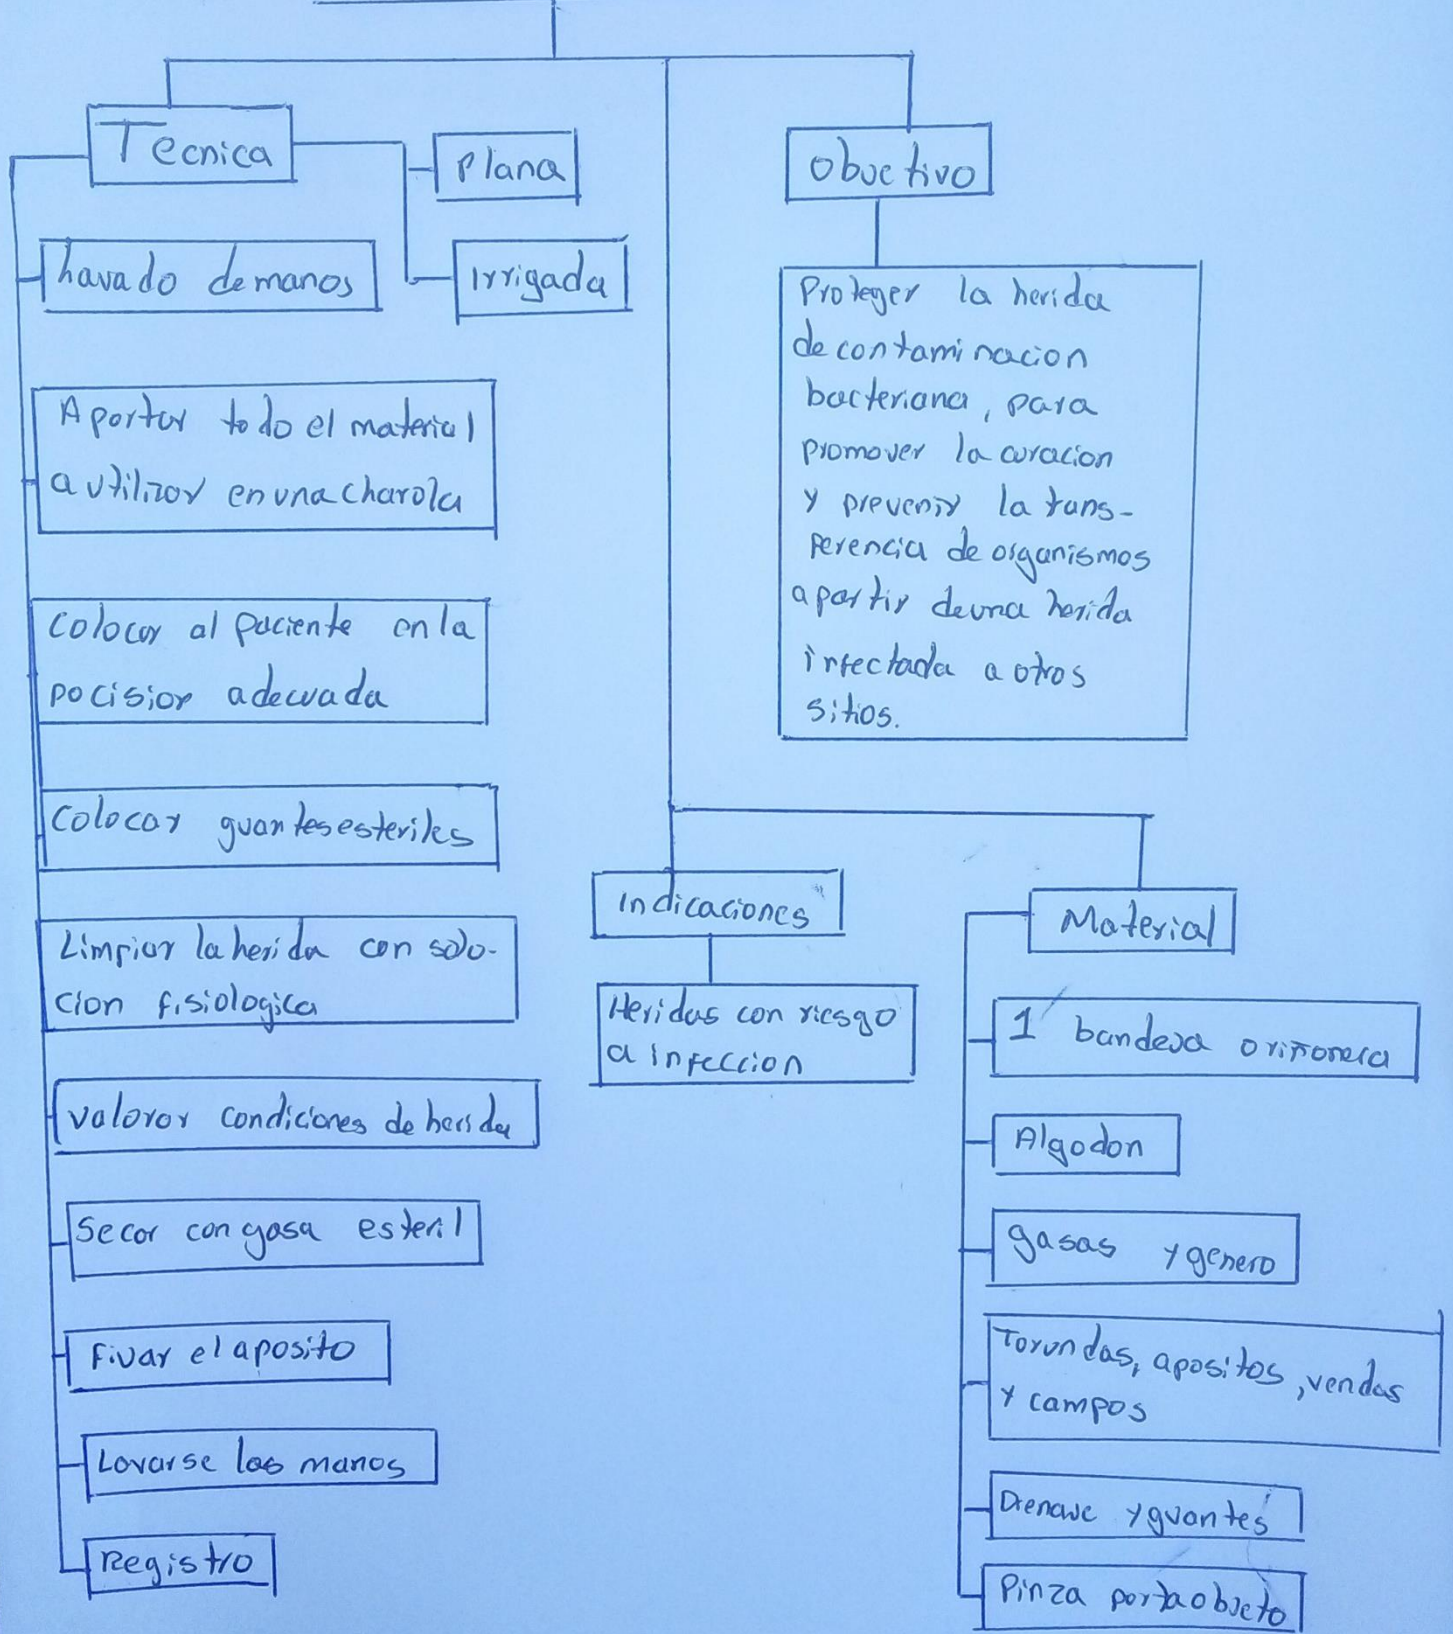 Tecnica
Plana
Irrigada
Lavado de manos
Aportar todo el material
a utilizar en una charola
Colocar al paciente en la
pocision adecuada
Colocar guantes esteriles
Limpiar la herida con solu-
cion fisiologica
valorar condiciones de herida
Secar con gasa esteril
Fijar el aposito
Lavarse las manos
Registro
Objetivo
Proteger la herida
de contaminacion
bacteriana, para
promover la curacion
y prevenir la tans-
ferencia de organismos
apartir de una herida
infectada a otros
sitios.
Indicaciones
Heridas con riesgo
a infeccion
Material
1 bandeja o riñonera
Algodon
gasas y genero
Torundas, apositos, vendas
y campos
Drenaje y guantes
Pinza portaobjeto